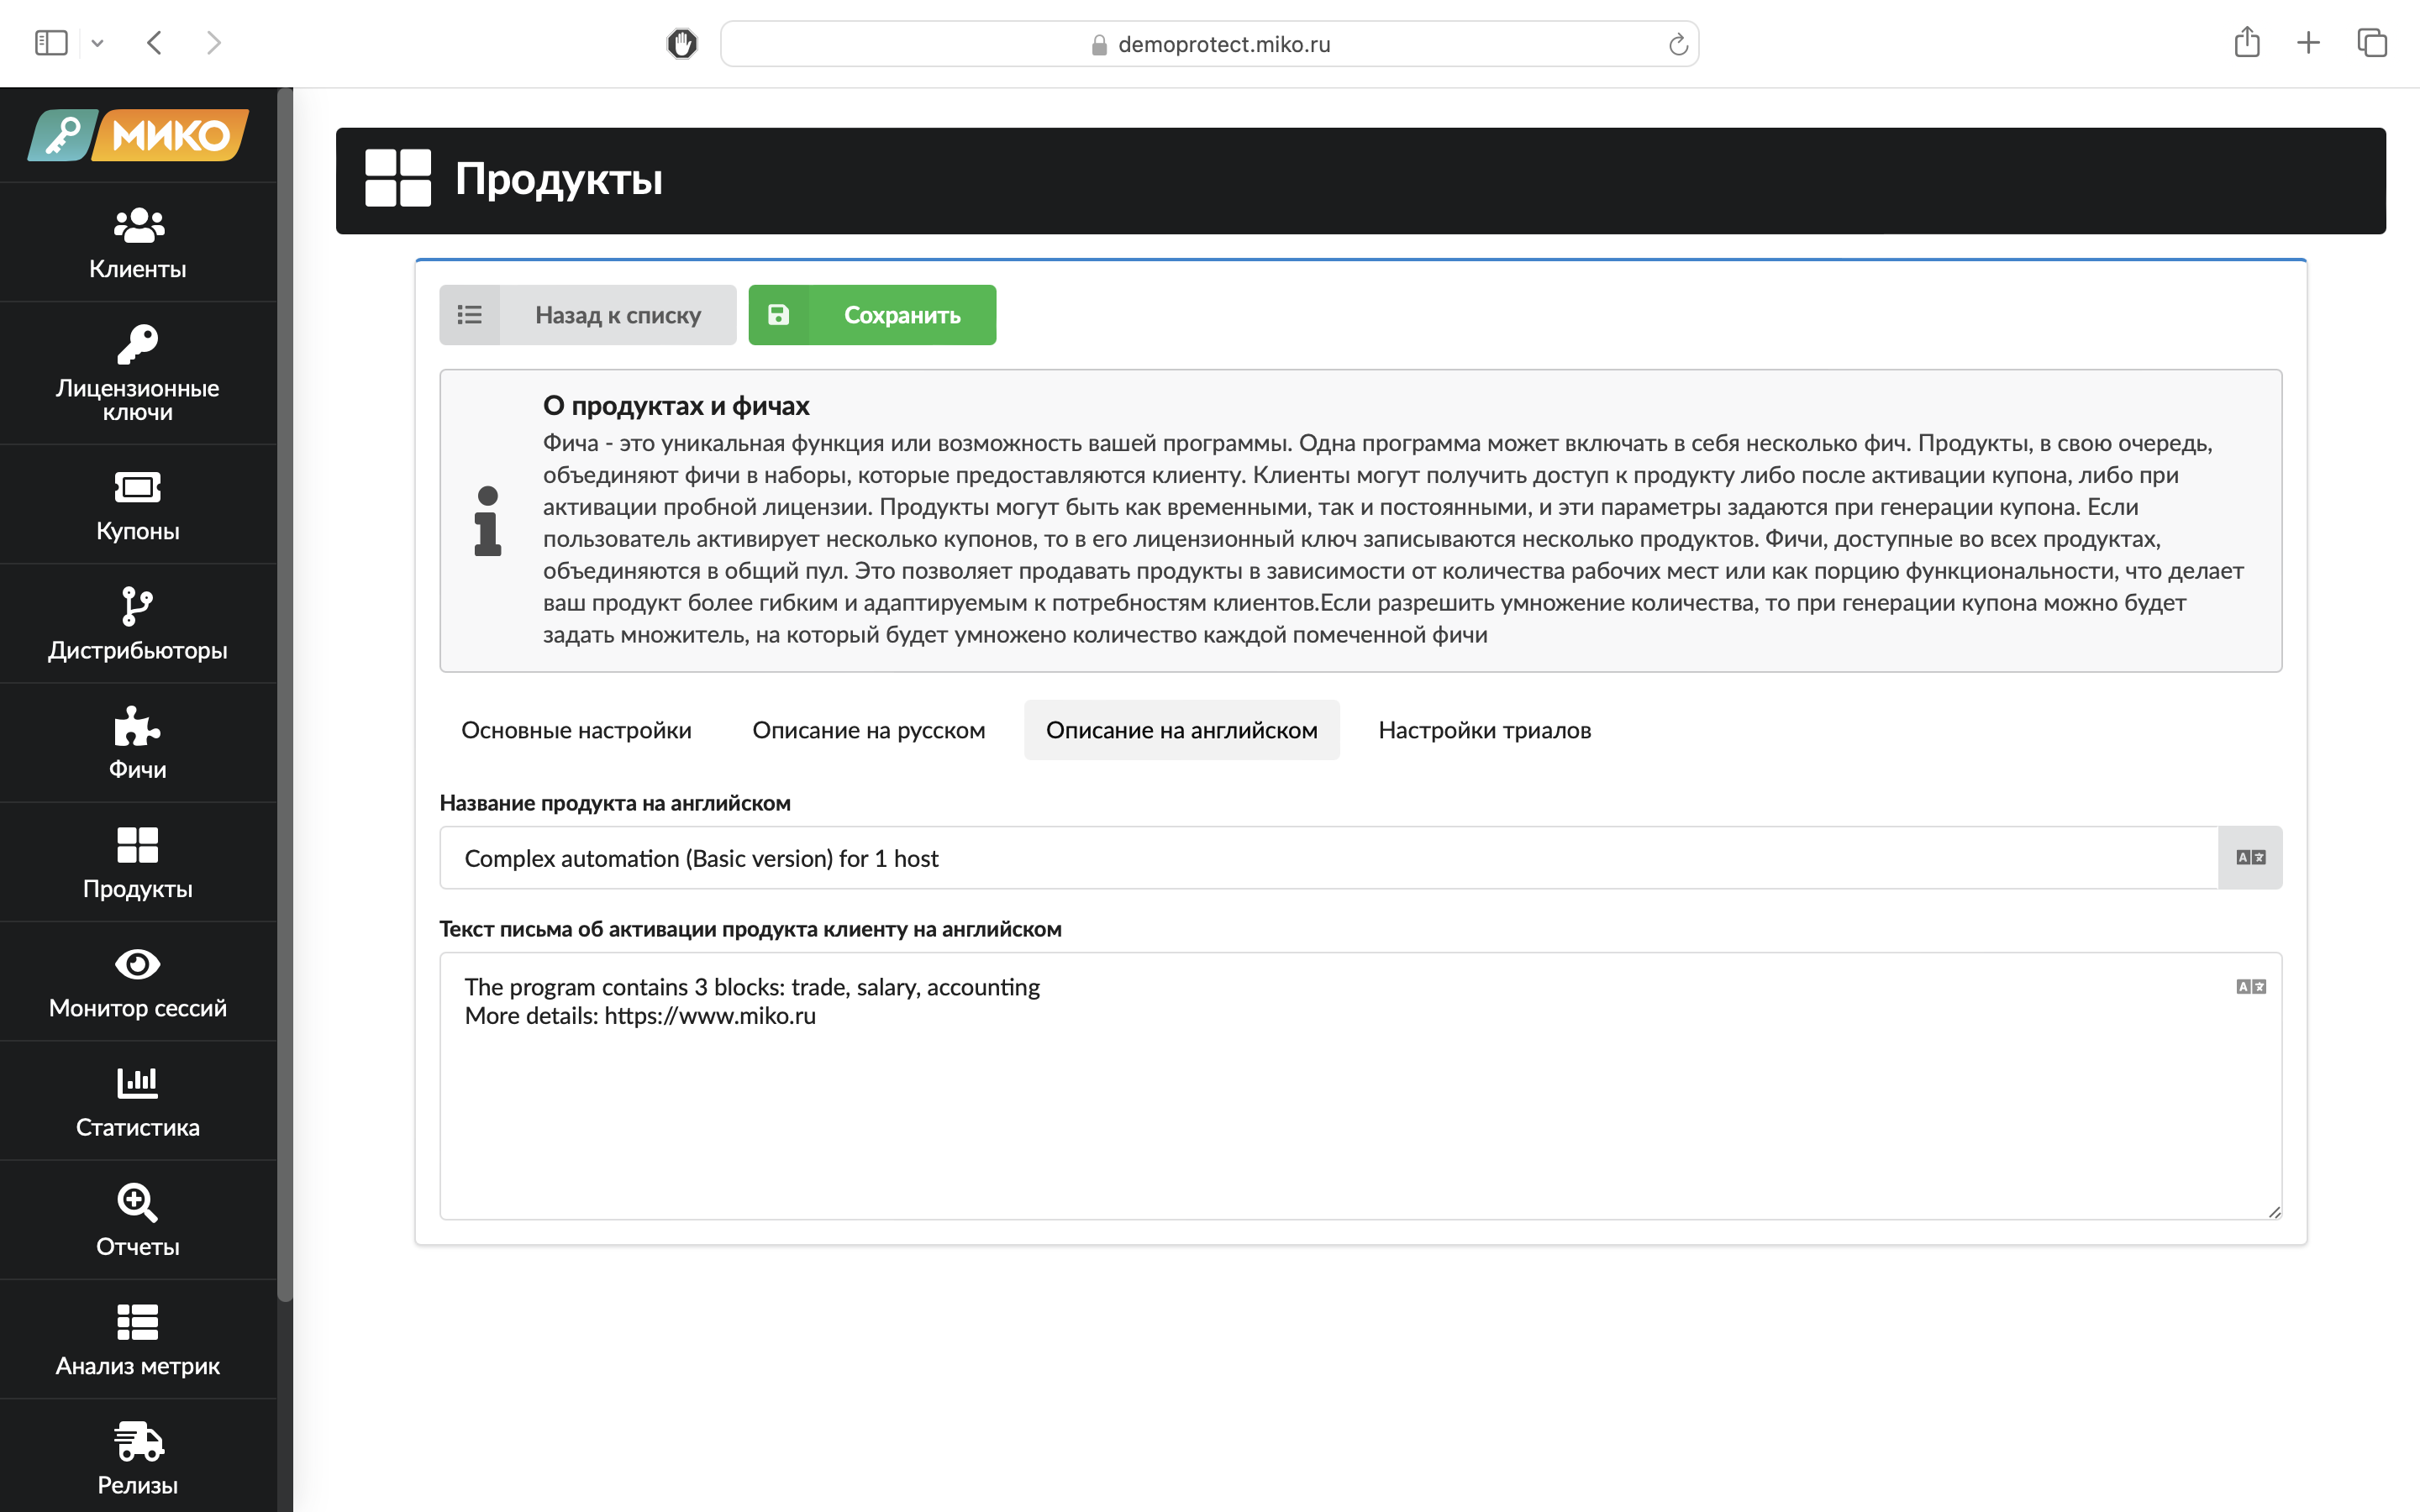 demoprotect.miko.ru
МИКО
Клиенты
Лицензионные
ключи
Купоны
Дистрибьюторы
Фичи
Продукты
Монитор сессий
Статистика
Отчеты
Анализ метрик
Релизы
Продукты
Назад к списку
Сохранить
О продуктах и фичах
Фича - это уникальная функция или возможность вашей программы. Одна программа может включать в себя несколько фич. Продукты, в свою очередь,
объединяют фичи в наборы, которые предоставляются клиенту. Клиенты могут получить доступ к продукту либо после активации купона, либо при
активации пробной лицензии. Продукты могут быть как временными, так и постоянными, и эти параметры задаются при генерации купона. Если
пользователь активирует несколько купонов, то в его лицензионный ключ записываются несколько продуктов. Фичи, доступные во всех продуктах,
объединяются в общий пул. Это позволяет продавать продукты в зависимости от количества рабочих мест или как порцию функциональности, что делает
ваш продукт более гибким и адаптируемым к потребностям клиентов.Если разрешить умножение количества, то при генерации купона можно будет
задать множитель, на который будет умножено количество каждой помеченной фичи
Основные настройки
Описание на русском
Описание на английском
Настройки триалов
Название продукта на английском
Complex automation (Basic version) for 1 host
Текст письма об активации продукта клиенту на английском
The program contains 3 blocks: trade, salary, accounting
More details: https://www.miko.ru